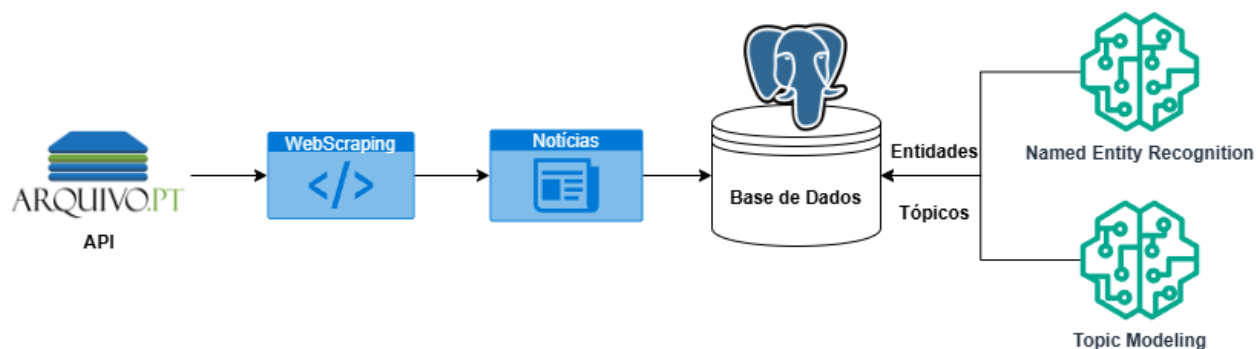 ARQUIVO.PT
API
WebScraping
</>
Notícias
Base de Dados
Entidades
Tópicos
Named Entity Recognition
Topic Modeling